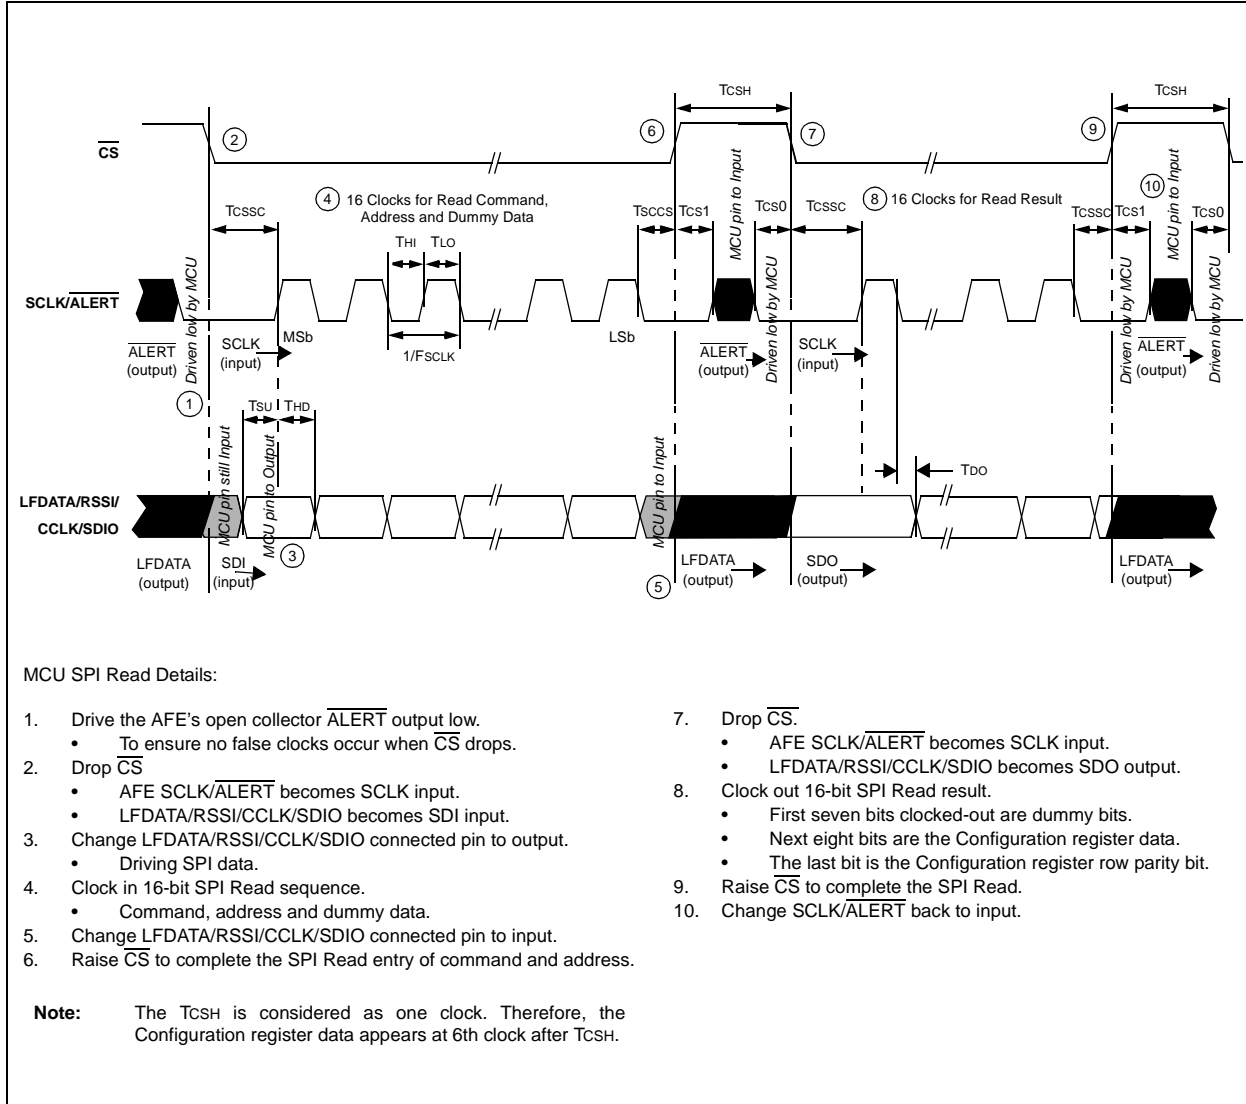 TCSH
TCSH
6
7
9
2
CS
MCU pin to Input
MCU pin to Input
10
4 16 Clocks for Read Command,
Address and Dummy Data
8 16 Clocks for Read Result
TCSSC
TSCCS
TCS1
TCS0
TCSSC
TCSSC
TCS1
TCS0
THI
TLO
SCLK/ALERT
Driven low by MCU
MSb
LSb
1/FSCLK
ALERT
(output)
SCLK
(input)
ALERT
(output)
Driven low by MCU
SCLK
(input)
Driven low by MCU
ALERT
(output)
Driven low by MCU
1
TSU
THD
MCU pin still Input
MCU pin to Output
MCU pin to Input
TDO
LFDATA/RSSI/
CCLK/SDIO
3
LFDATA
(output)
SDI
(input)
5
LFDATA
(output)
SDO
(output)
LFDATA
(output)
MCU SPI Read Details:
1. Drive the AFE's open collector ALERT output low.
• To ensure no false clocks occur when CS drops.
2. Drop CS
• AFE SCLK/ALERT becomes SCLK input.
• LFDATA/RSSI/CCLK/SDIO becomes SDI input.
3. Change LFDATA/RSSI/CCLK/SDIO connected pin to output.
• Driving SPI data.
4. Clock in 16-bit SPI Read sequence.
• Command, address and dummy data.
5. Change LFDATA/RSSI/CCLK/SDIO connected pin to input.
6. Raise CS to complete the SPI Read entry of command and address.
7. Drop CS.
• AFE SCLK/ALERT becomes SCLK input.
• LFDATA/RSSI/CCLK/SDIO becomes SDO output.
8. Clock out 16-bit SPI Read result.
• First seven bits clocked-out are dummy bits.
• Next eight bits are the Configuration register data.
• The last bit is the Configuration register row parity bit.
9. Raise CS to complete the SPI Read.
10. Change SCLK/ALERT back to input.
Note: The TCSH is considered as one clock. Therefore, the
Configuration register data appears at 6th clock after TCSH.